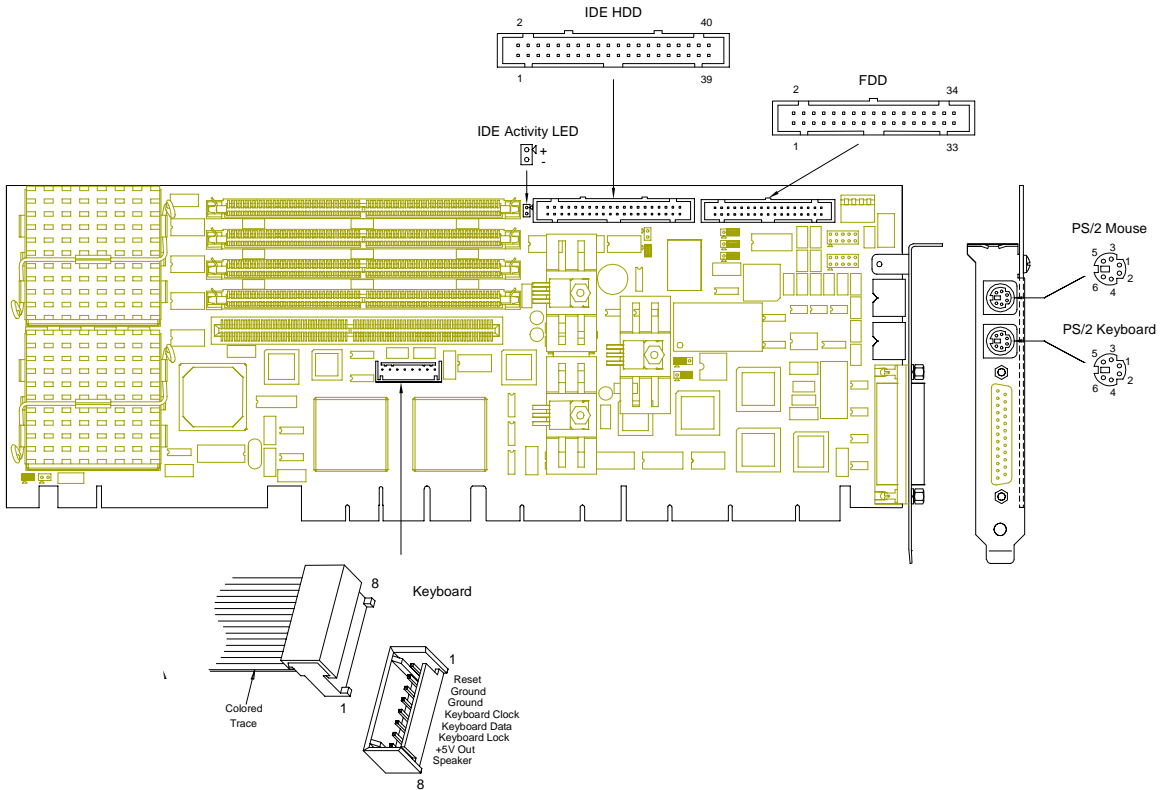 IDE HDD
2 40
1 39
FDD
2 34
1 33
IDE Activity LED
+
-
PS/2 Mouse
5 3 1
6 4 2
PS/2 Keyboard
5 3 1
6 4 2
8
Keyboard
1
Colored
Trace
1
Reset
Ground
Ground
Keyboard Clock
Keyboard Data
Keyboard Lock
+5V Out
Speaker
8